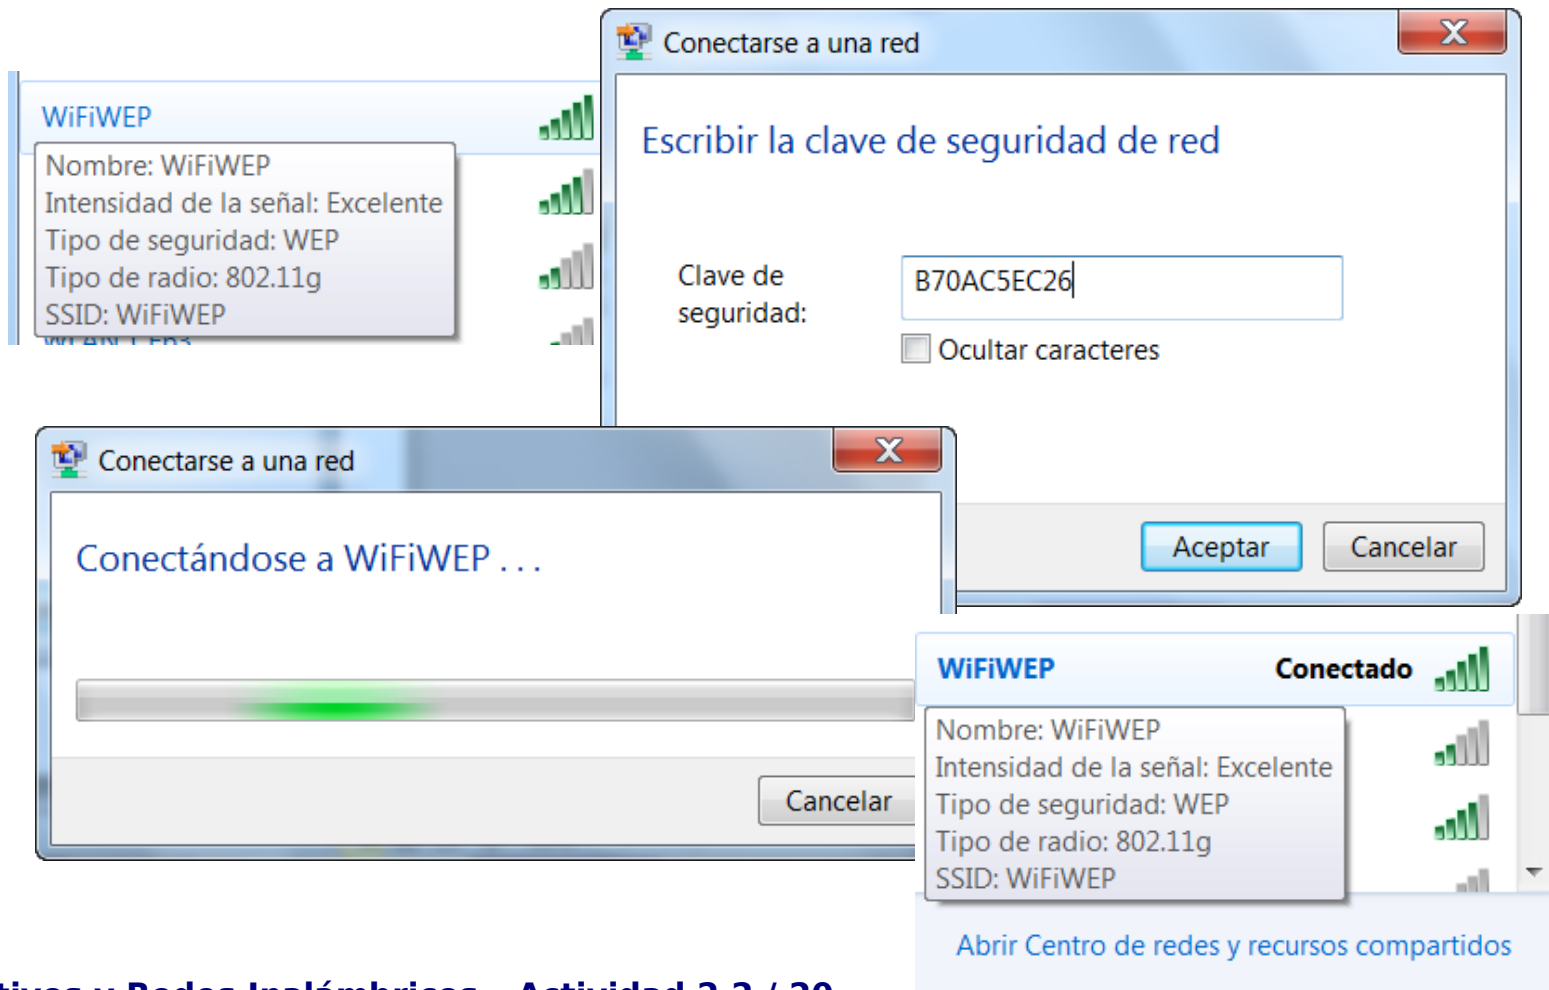 WiFiWEP
Nombre: WiFiWEP
Intensidad de la señal: Excelente
Tipo de seguridad: WEP
Tipo de radio: 802.11g
SSID: WiFiWEP
Conectarse a una red
Escribir la clave de seguridad de red
Clave de
seguridad:
B70AC5EC26
Ocultar caracteres
Aceptar
Cancelar
Conectarse a una red
Conectándose a WiFiWEP . . .
Cancelar
WiFiWEP Conectado
Nombre: WiFiWEP
Intensidad de la señal: Excelente
Tipo de seguridad: WEP
Tipo de radio: 802.11g
SSID: WiFiWEP
Abrir Centro de redes y recursos compartidos
y Redes Inalámbricas
Actividad